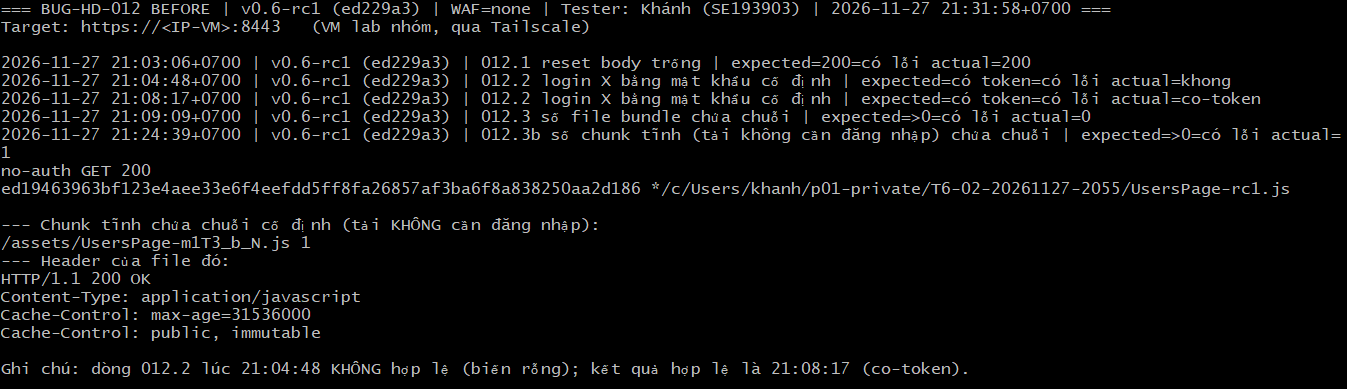 === BUG-HD-012 BEFORE | v0.6-rc1 (ed229a3) | WAF=none | Tester: Khánh (SE193903) | 2026-11-27 21:31:58+0700 ===
Target: https://<IP-VM>:8443   (VM lab nhóm, qua Tailscale)
2026-11-27 21:03:06+0700 | v0.6-rc1 (ed229a3) | 012.1 reset body trống | expected=200=có lỗi actual=200
2026-11-27 21:04:48+0700 | v0.6-rc1 (ed229a3) | 012.2 login X bằng mật khẩu cố định | expected=có token=có lỗi actual=khong
2026-11-27 21:08:17+0700 | v0.6-rc1 (ed229a3) | 012.2 login X bằng mật khẩu cố định | expected=có token=có lỗi actual=co-token
2026-11-27 21:09:09+0700 | v0.6-rc1 (ed229a3) | 012.3 số file bundle chứa chuỗi | expected=>0=có lỗi actual=0
2026-11-27 21:24:39+0700 | v0.6-rc1 (ed229a3) | 012.3b số chunk tĩnh (tải không cần đăng nhập) chứa chuỗi | expected=>0=có lỗi actual=
1
no-auth GET 200
ed19463963bf123e4aee33e6f4eefdd5ff8fa26857af3ba6f8a838250aa2d186 */c/Users/khanh/p01-private/T6-02-20261127-2055/UsersPage-rc1.js
--- Chunk tĩnh chứa chuỗi cố định (tải KHÔNG cần đăng nhập):
/assets/UsersPage-m1T3_b_N.js 1
--- Header của file đó:
HTTP/1.1 200 OK
Content-Type: application/javascript
Cache-Control: max-age=31536000
Cache-Control: public, immutable
Ghi chú: dòng 012.2 lúc 21:04:48 KHÔNG hợp lệ (biến rỗng); kết quả hợp lệ là 21:08:17 (co-token).